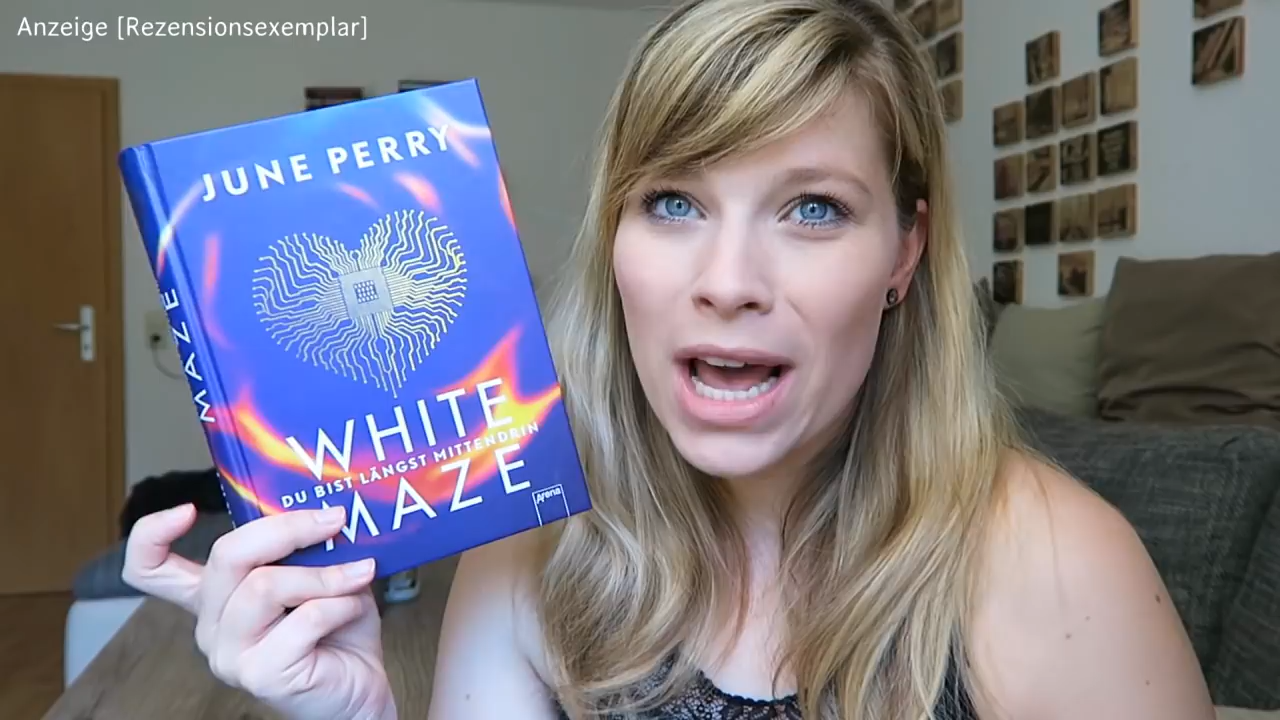 Anzeige [Rezensionsexemplar]
JUNE PERRY
WHITE
DU BIST LÄNGST MITTENDRIN
MAZE
Arena
MAZE